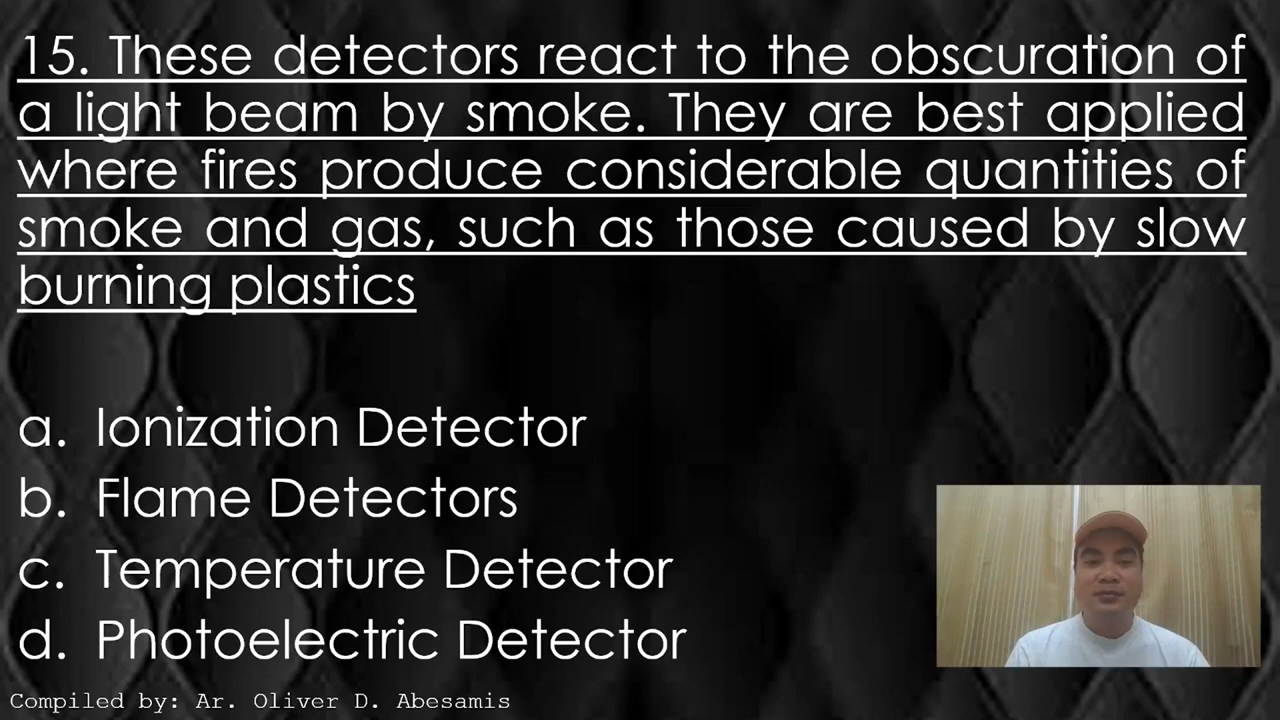 15. These detectors react to the obscuration of
a light beam by smoke. They are best applied
where fires produce considerable quantities of
smoke and gas, such as those caused by slow
burning plastics
a. Ionization Detector
b. Flame Detectors
c. Temperature Detector
d. Photoelectric Detector
Compiled by: Ar. Oliver D. Abesamis